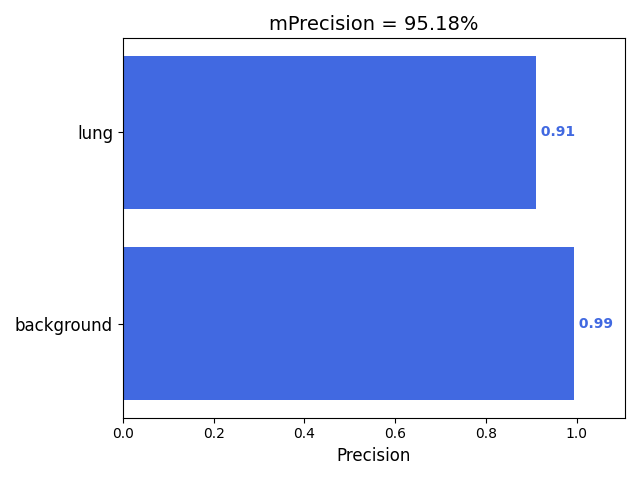 mPrecision = 95.18%
lung
0.91
background
0.99
0.0 0.2 0.4 0.6 0.8 1.0
Precision